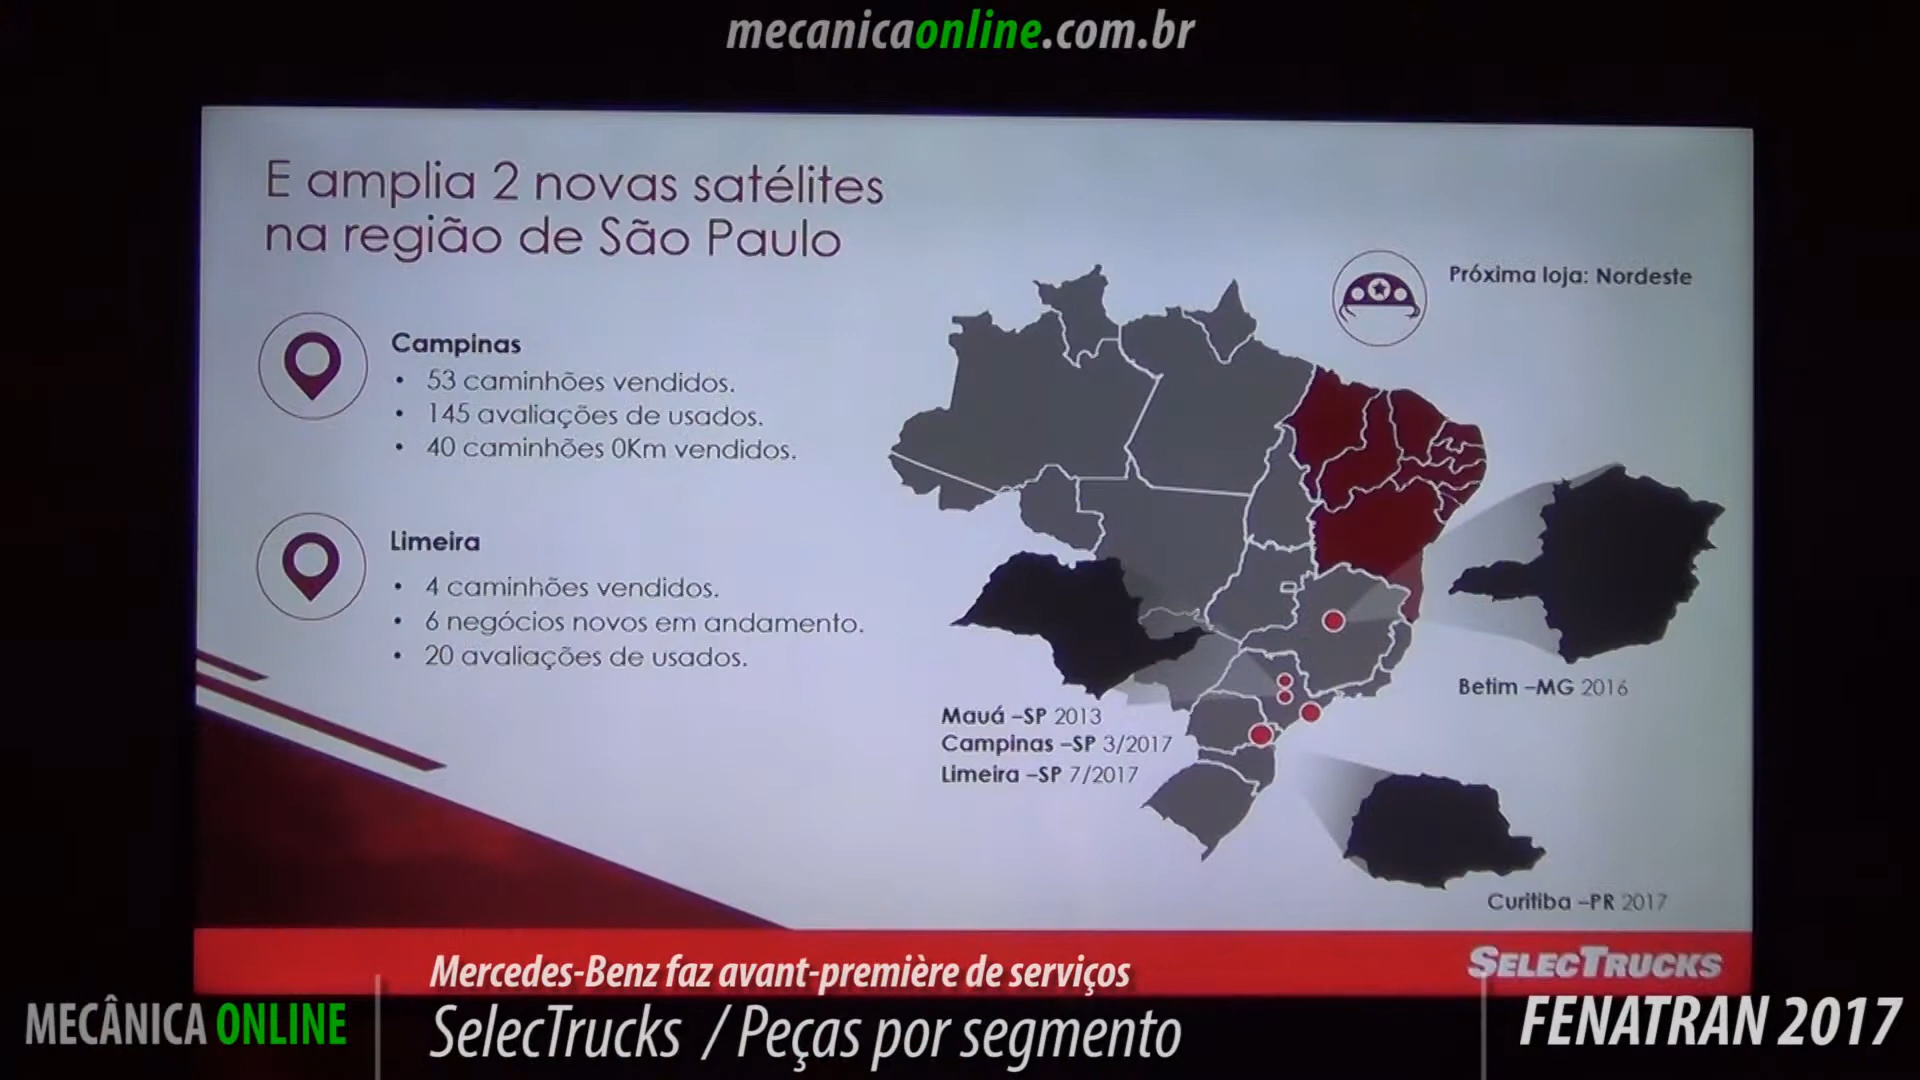 mecanicaonline.com.br
E amplia 2 novas satélites
na região de São Paulo
Próxima loja: Nordeste
Campinas
• 53 caminhões vendidos.
• 145 avaliações de usados.
• 40 caminhões 0Km vendidos.
Limeira
• 4 caminhões vendidos.
• 6 negócios novos em andamento.
• 20 avaliações de usados.
Betim –MG 2016
Mauá –SP 2013
Campinas –SP 3/2017
Limeira –SP 7/2017
Curitiba –PR 2017
SELECTRUCKS
Mercedes-Benz faz avant-première de serviços
SelecTrucks / Peças por segmento
MECÂNICA ONLINE
FENATRAN 2017